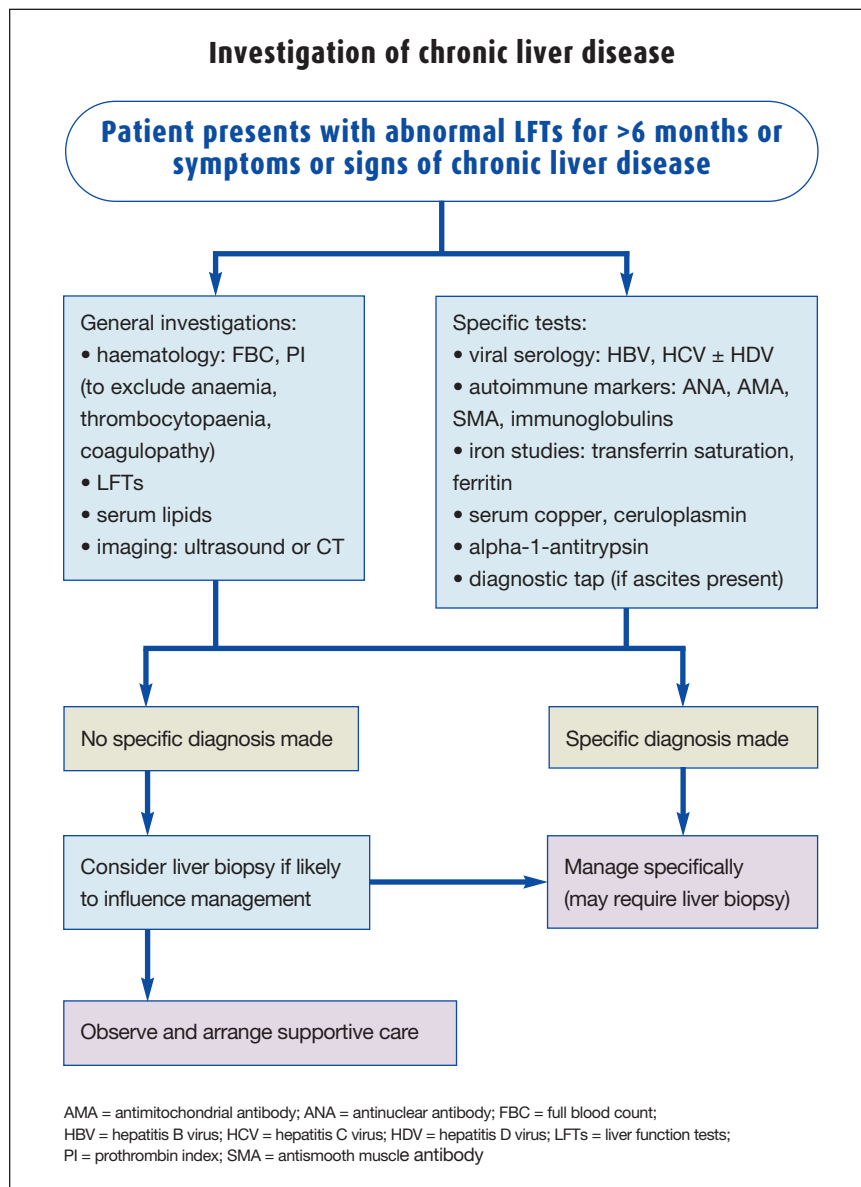 Investigation of chronic liver disease
Patient presents with abnormal LFTs for >6 months or
symptoms or signs of chronic liver disease
General investigations:
• haematology: FBC, PI
(to exclude anaemia,
thrombocytopaenia,
coagulopathy)
• LFTs
• serum lipids
• imaging: ultrasound or CT
Specific tests:
• viral serology: HBV, HCV ± HDV
• autoimmune markers: ANA, AMA,
SMA, immunoglobulins
• iron studies: transferrin saturation,
ferritin
• serum copper, ceruloplasmin
• alpha-1-antitrypsin
• diagnostic tap (if ascites present)
No specific diagnosis made
Specific diagnosis made
Consider liver biopsy if likely
to influence management
Manage specifically
(may require liver biopsy)
Observe and arrange supportive care
AMA = antimitochondrial antibody; ANA = antinuclear antibody; FBC = full blood count;
HBV = hepatitis B virus; HCV = hepatitis C virus; HDV = hepatitis D virus; LFTs = liver function tests;
PI = prothrombin index; SMA = antismooth muscle antibody